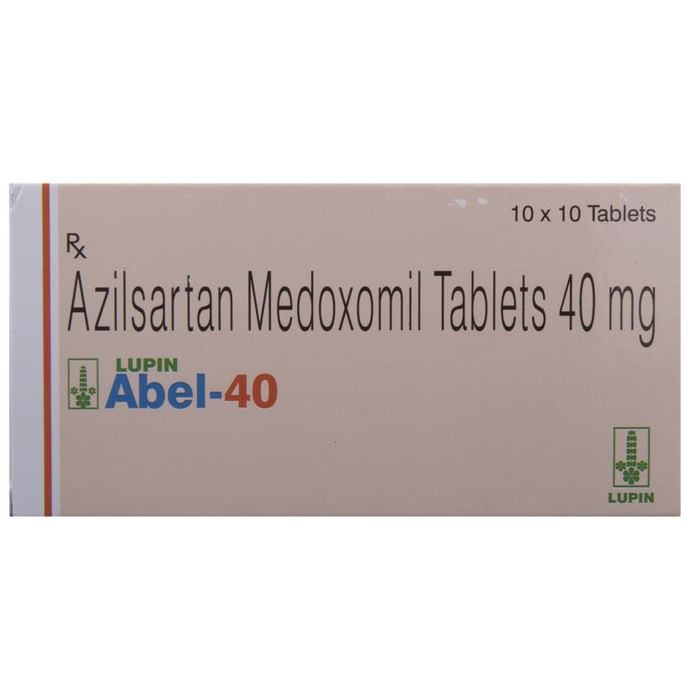 10 x 10 Tablets
Rx
Azilsartan Medoxomil Tablets 40 mg
LUPIN
Abel-40
LUPIN